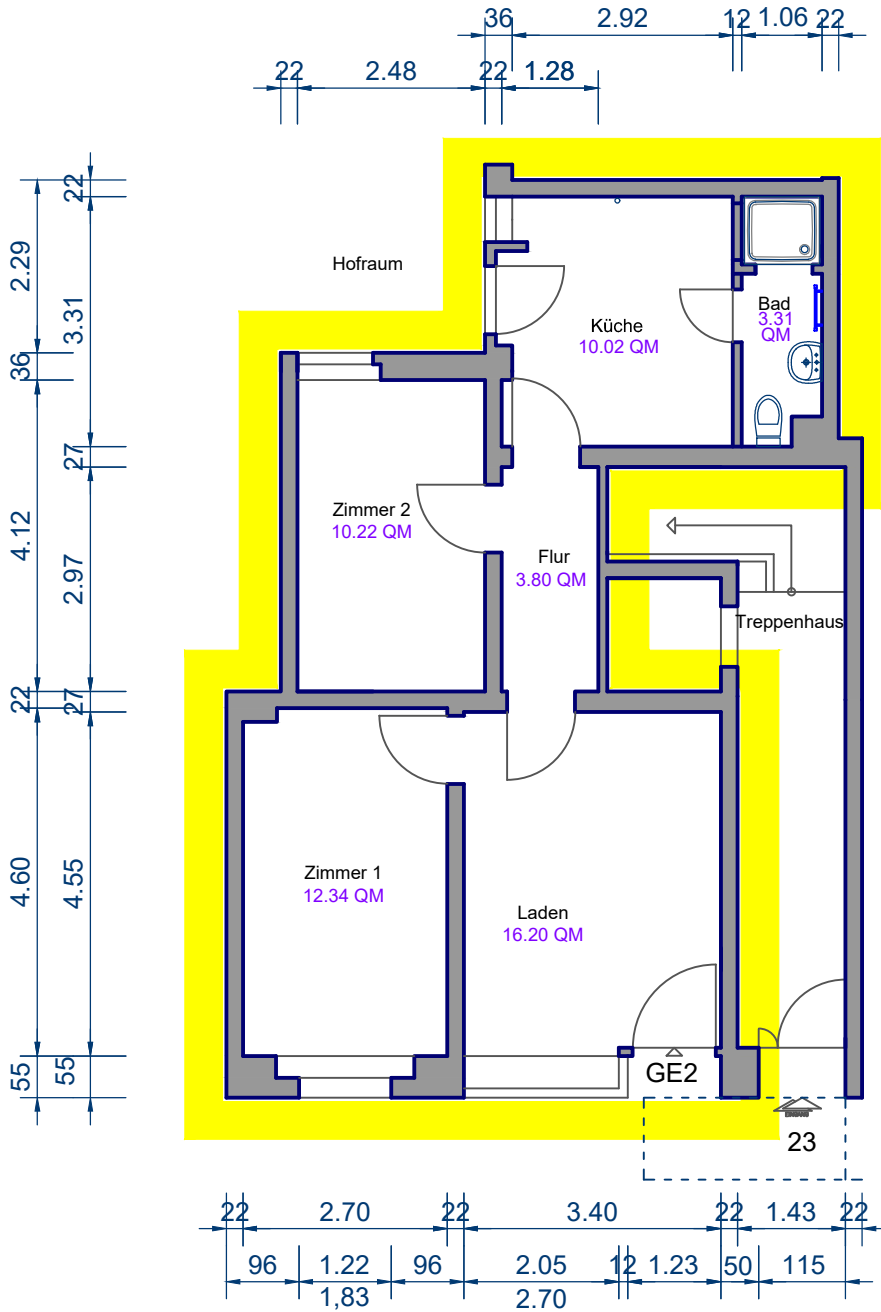 36 2.92 12 1.06 22
22 2.48 22 1.28
22
2.29
3.31
Hofraum
Bad
3.31
QM
Küche
10.02 QM
36
27
Zimmer 2
10.22 QM
4.12
2.97
Flur
3.80 QM
Treppenhaus
22
27
4.60
4.55
Zimmer 1
12.34 QM
Laden
16.20 QM
55
55
GE2
EINGANG
23
22 2.70 22 3.40 22 1.43 22
96 1.22 96 2.05 12 1.23 50 115
1,83 2.70